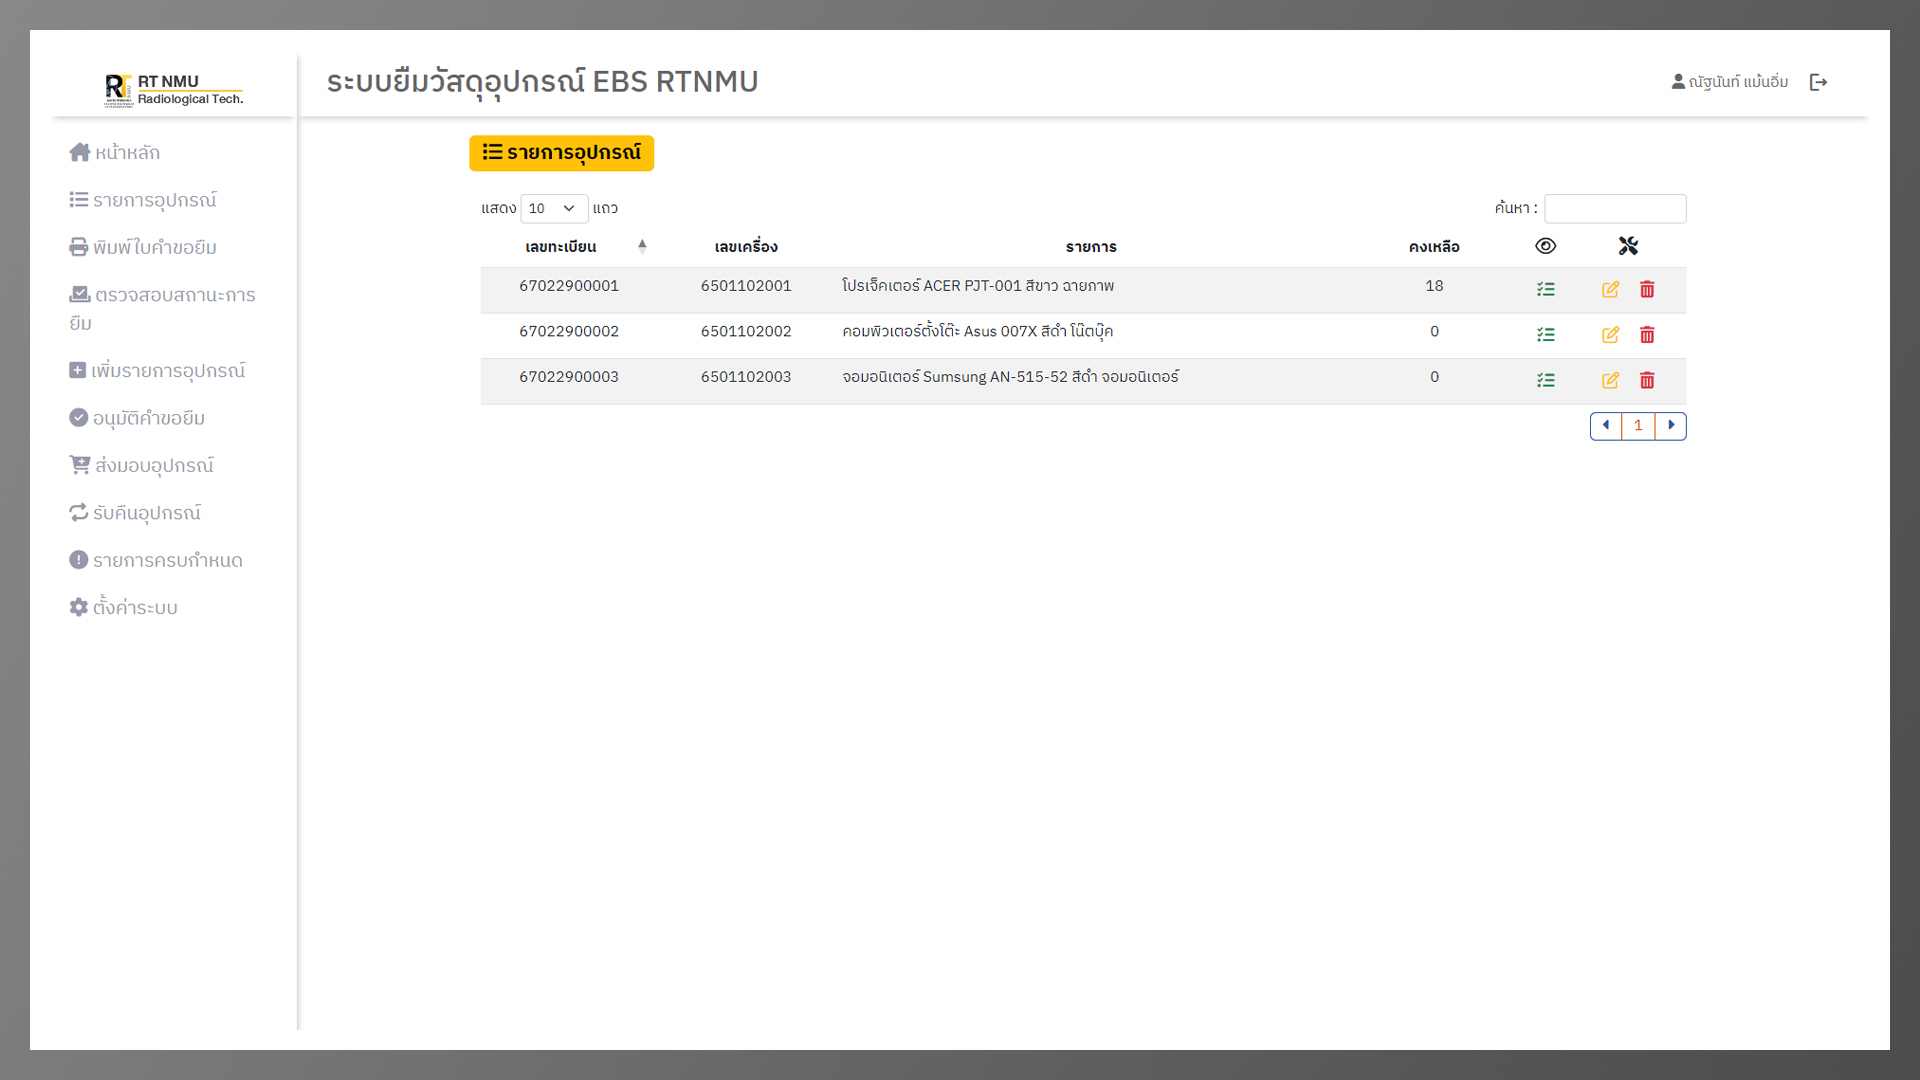 RT NMU
Radiological Tech.
ระบบยืมวัสดุอุปกรณ์ EBS RTNMU
ณัฐนันท์ แม้นอิ่ม
หน้าหลัก
รายการอุปกรณ์
พิมพ์ใบคำขอยืม
ตรวจสอบสถานะการ
ยืม
เพิ่มรายการอุปกรณ์
อนุมัติคำขอยืม
ส่งมอบอุปกรณ์
รับคืนอุปกรณ์
รายการครบกำหนด
ตั้งค่าระบบ
รายการอุปกรณ์
แสดง 10 แถว
ค้นหา :
เลขทะเบียน เลขเครื่อง รายการ คงเหลือ
67022900001 6501102001 โปรเจ็คเตอร์ ACER PJT-001 สีขาว ฉายภาพ 18
67022900002 6501102002 คอมพิวเตอร์ตั้งโต๊ะ Asus 007X สีดำ โน๊ตบุ๊ค 0
67022900003 6501102003 จอมอนิเตอร์ Sumsung AN-515-52 สีดำ จอมอนิเตอร์ 0
1